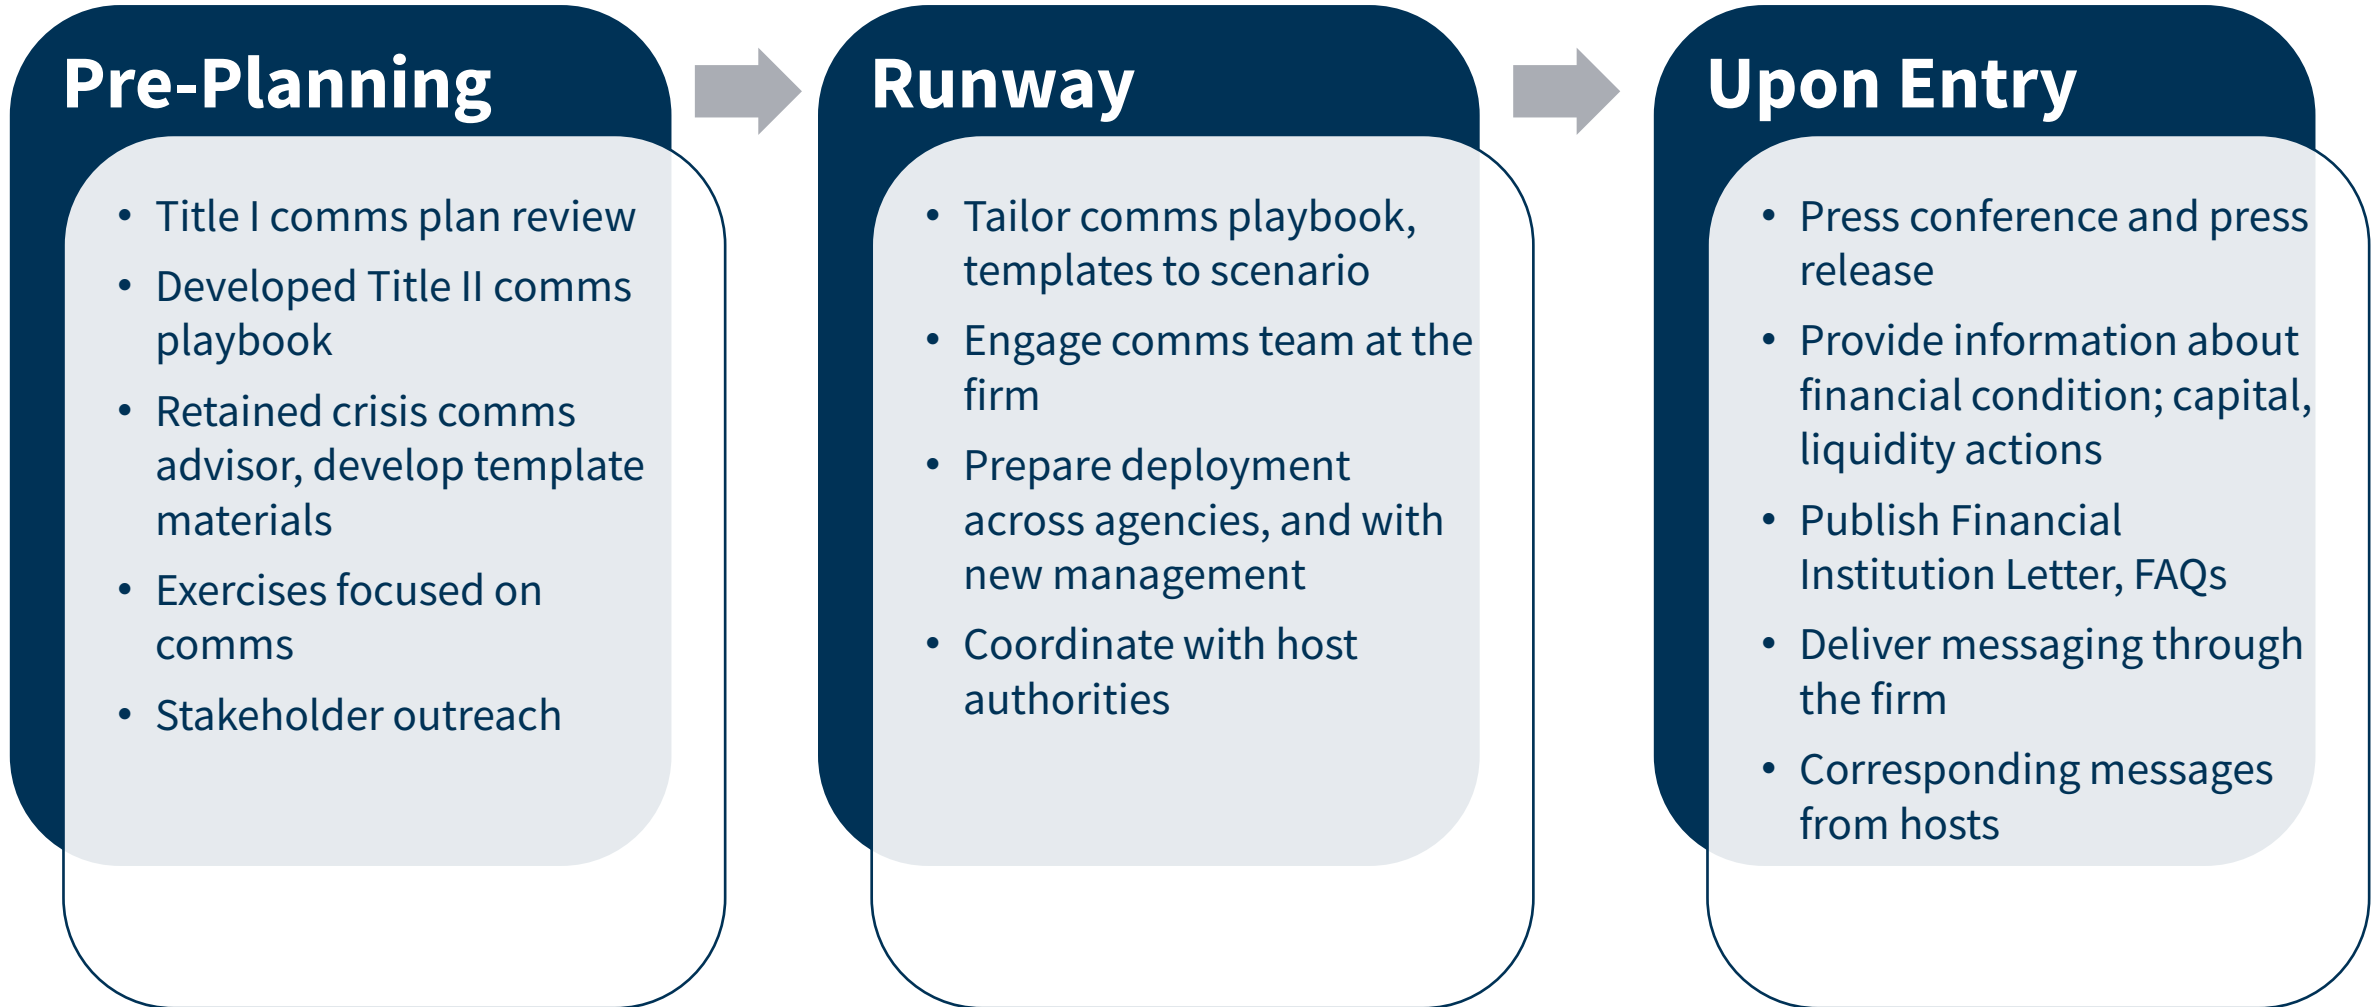 Pre-Planning
• Title I comms plan review
• Developed Title II comms
playbook
• Retained crisis comms
advisor, develop template
materials
• Exercises focused on
comms
• Stakeholder outreach
Runway
• Tailor comms playbook,
templates to scenario
• Engage comms team at the
firm
• Prepare deployment
across agencies, and with
new management
• Coordinate with host
authorities
Upon Entry
• Press conference and press
release
• Provide information about
financial condition; capital,
liquidity actions
• Publish Financial
Institution Letter, FAQs
• Deliver messaging through
the firm
• Corresponding messages
from hosts